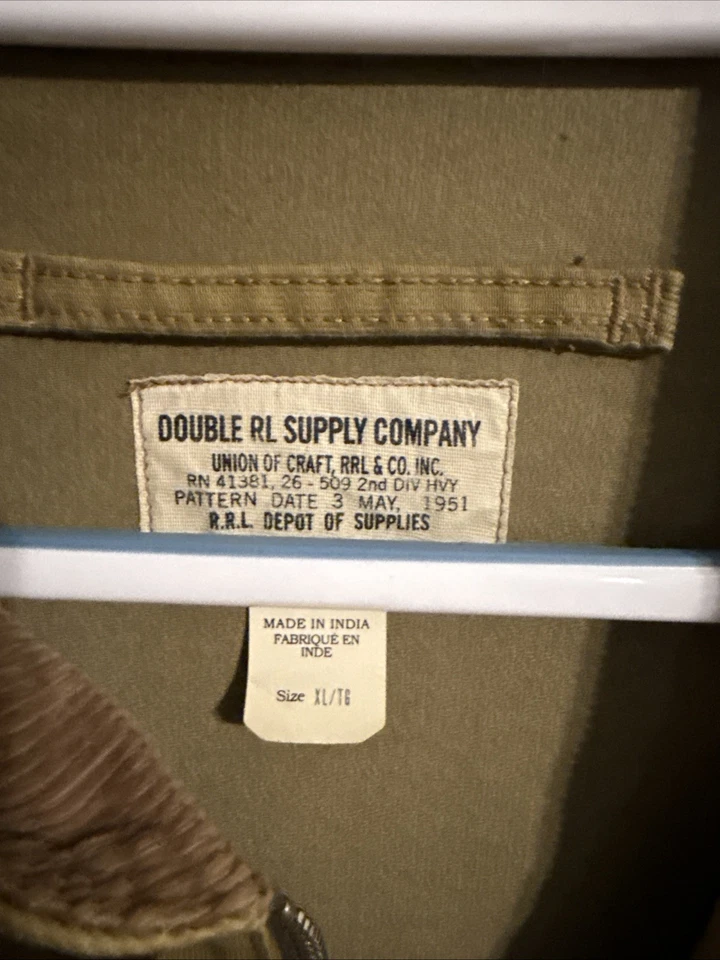 DOUBLE RL SUPPLY COMPANY
UNION OF CRAFT, RRL & CO. INC.
RN 41381, 26 - 509 2nd DIV HVY
PATTERN DATE 3 MAY, 1951
R.R.L. DEPOT OF SUPPLIES
MADE IN INDIA
FABRIQUÉ EN
INDE
Size XL/TG